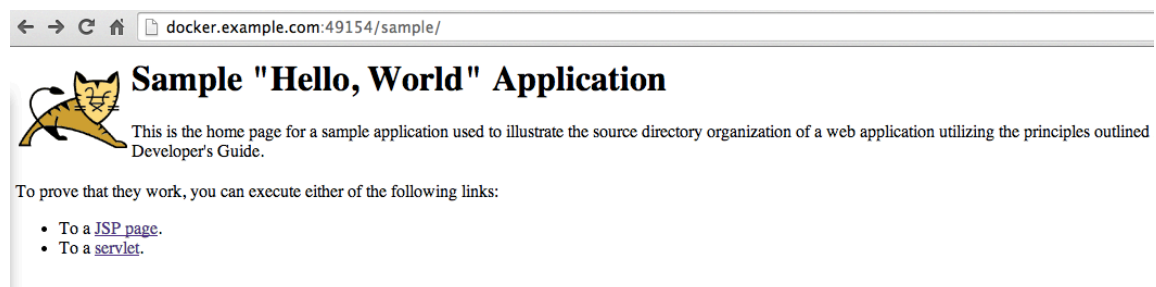 docker.example.com:49154/sample/
Sample "Hello, World" Application
This is the home page for a sample application used to illustrate the source directory organization of a web application utilizing the principles outlined
Developer's Guide.
To prove that they work, you can execute either of the following links:
• To a JSP page.
• To a servlet.